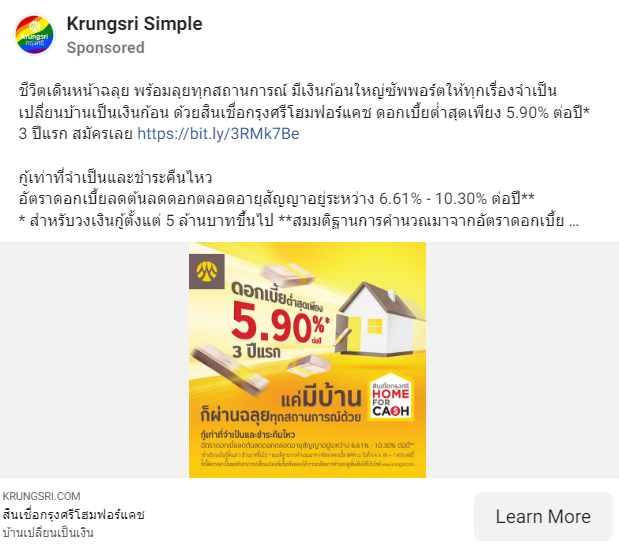 Krungsri
กรุงศรี
Krungsri Simple
Sponsored
ชีวิตเดินหน้าฉลุย พร้อมลุยทุกสถานการณ์ มีเงินก้อนใหญ่ซัพพอร์ตให้ทุกเรื่องจำเป็น
เปลี่ยนบ้านเป็นเงินก้อน ด้วยสินเชื่อกรุงศรีโฮมฟอร์แคช ดอกเบี้ยต่ำสุดเพียง 5.90% ต่อปี*
3 ปีแรก สมัครเลย https://bit.ly/3RMk7Be
กู้เท่าที่จำเป็นและชำระคืนไหว
อัตราดอกเบี้ยลดต้นลดดอกตลอดอายุสัญญาอยู่ระหว่าง 6.61% - 10.30% ต่อปี**
* สำหรับวงเงินกู้ตั้งแต่ 5 ล้านบาทขึ้นไป **สมมติฐานการคำนวณมาจากอัตราดอกเบี้ย ...
ดอกเบี้ยต่ำสุดเพียง
5.90%* ต่อปี
3 ปีแรก
แค่มีบ้าน
ก็ผ่านฉลุยทุกสถานการณ์ด้วย
สินเชื่อกรุงศรี
HOME
FOR
CASH
กู้เท่าที่จำเป็นและชำระคืนไหว
อัตราดอกเบี้ยลดต้นลดดอกตลอดอายุสัญญาอยู่ระหว่าง 6.61% - 10.30% ต่อปี**
KRUNGSRI.COM
สินเชื่อกรุงศรีโฮมฟอร์แคช
บ้านเปลี่ยนเป็นเงิน
Learn More